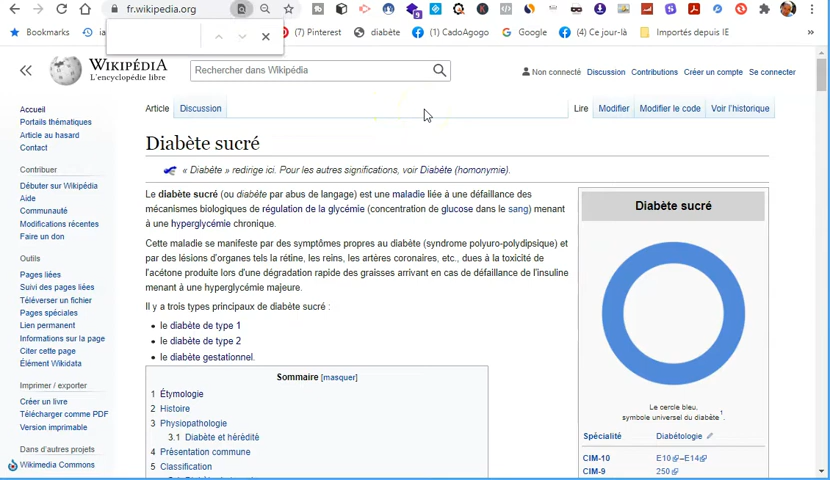 fr.wikipedia.org
9
Bookmarks
(7) Pinterest
diabète
(1) CadoAgogo
Google
(4) Ce jour-là
Importés depuis IE
WIKIPÉDIA
L'encyclopédie libre
Rechercher dans Wikipédia
Non connecté Discussion Contributions Créer un compte Se connecter
Article Discussion
Lire Modifier Modifier le code Voir l'historique
Accueil
Portails thématiques
Article au hasard
Contact
Contribuer
Débuter sur Wikipédia
Aide
Communauté
Modifications récentes
Faire un don
Outils
Pages liées
Suivi des pages liées
Téléverser un fichier
Pages spéciales
Lien permanent
Informations sur la page
Citer cette page
Élément Wikidata
Imprimer / exporter
Créer un livre
Télécharger comme PDF
Version imprimable
Dans d'autres projets
Wikimedia Commons
Diabète sucré
« Diabète » redirige ici. Pour les autres significations, voir Diabète (homonymie).
Le diabète sucré (ou diabète par abus de langage) est une maladie liée à une défaillance des
mécanismes biologiques de régulation de la glycémie (concentration de glucose dans le sang) menant
à une hyperglycémie chronique.
Cette maladie se manifeste par des symptômes propres au diabète (syndrome polyuro-polydipsique) et
par des lésions d'organes tels la rétine, les reins, les artères coronaires, etc., dues à la toxicité de
l'acétone produite lors d'une dégradation rapide des graisses arrivant en cas de défaillance de l'insuline
menant à une hyperglycémie majeure.
Il y a trois types principaux de diabète sucré :
• le diabète de type 1
• le diabète de type 2
• le diabète gestationnel.
Sommaire [masquer]
1 Étymologie
2 Histoire
3 Physiopathologie
3.1 Diabète et hérédité
4 Présentation commune
5 Classification
Diabète sucré
Le cercle bleu,
symbole universel du diabète1.
Spécialité Diabétologie
CIM-10 E10–E14
CIM-9 250